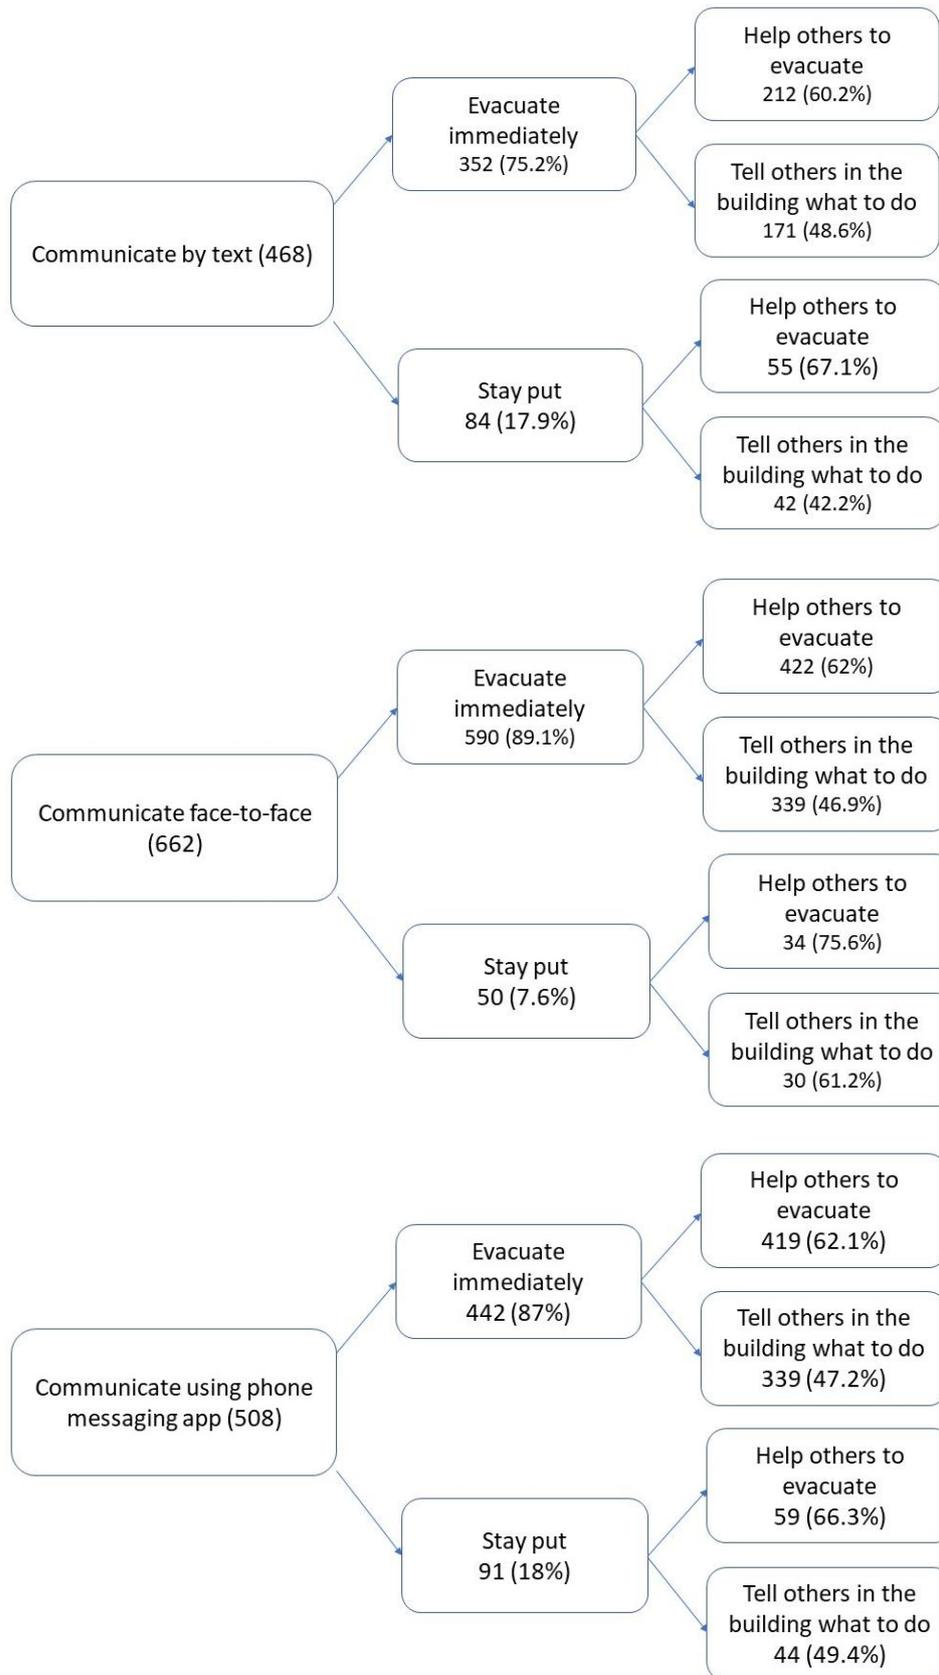 Communicate by text (468)
Evacuate
immediately
352 (75.2%)
Help others to
evacuate
212 (60.2%)
Tell others in the
building what to do
171 (48.6%)
Stay put
84 (17.9%)
Help others to
evacuate
55 (67.1%)
Tell others in the
building what to do
42 (42.2%)
Communicate face-to-face
(662)
Evacuate
immediately
590 (89.1%)
Help others to
evacuate
422 (62%)
Tell others in the
building what to do
339 (46.9%)
Stay put
50 (7.6%)
Help others to
evacuate
34 (75.6%)
Tell others in the
building what to do
30 (61.2%)
Communicate using phone
messaging app (508)
Evacuate
immediately
442 (87%)
Help others to
evacuate
419 (62.1%)
Tell others in the
building what to do
339 (47.2%)
Stay put
91 (18%)
Help others to
evacuate
59 (66.3%)
Tell others in the
building what to do
44 (49.4%)